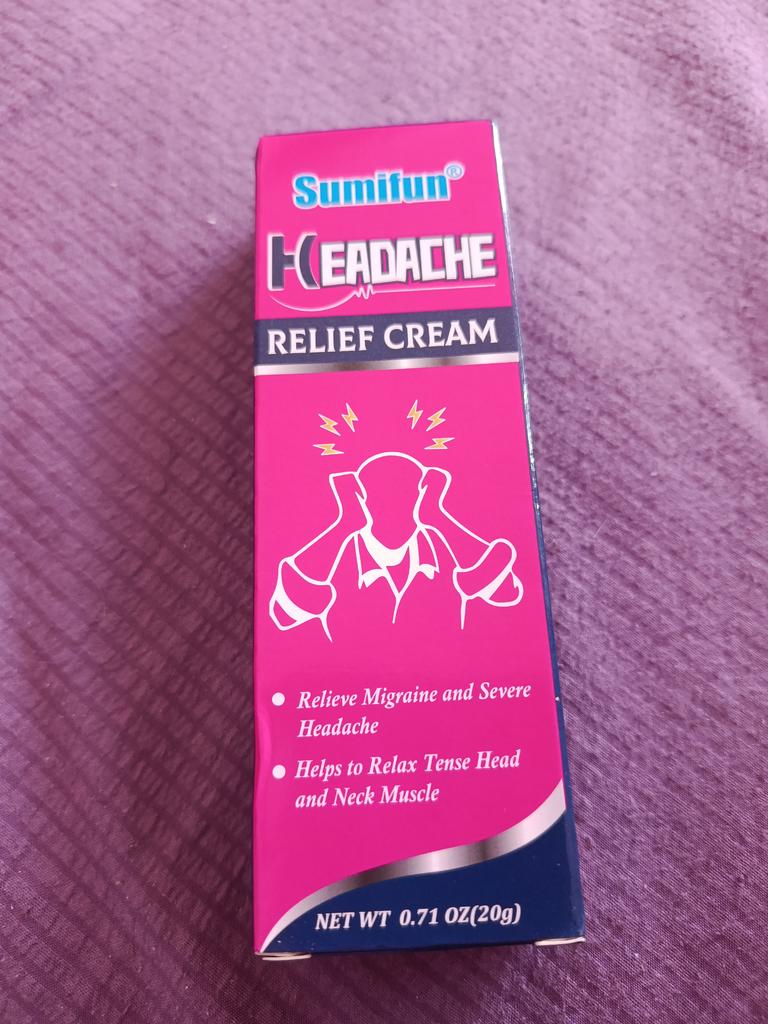 Sumifun®
HEADACHE
RELIEF CREAM
• Relieve Migraine and Severe
Headache
• Helps to Relax Tense Head
and Neck Muscle
NET WT 0.71 OZ(20g)